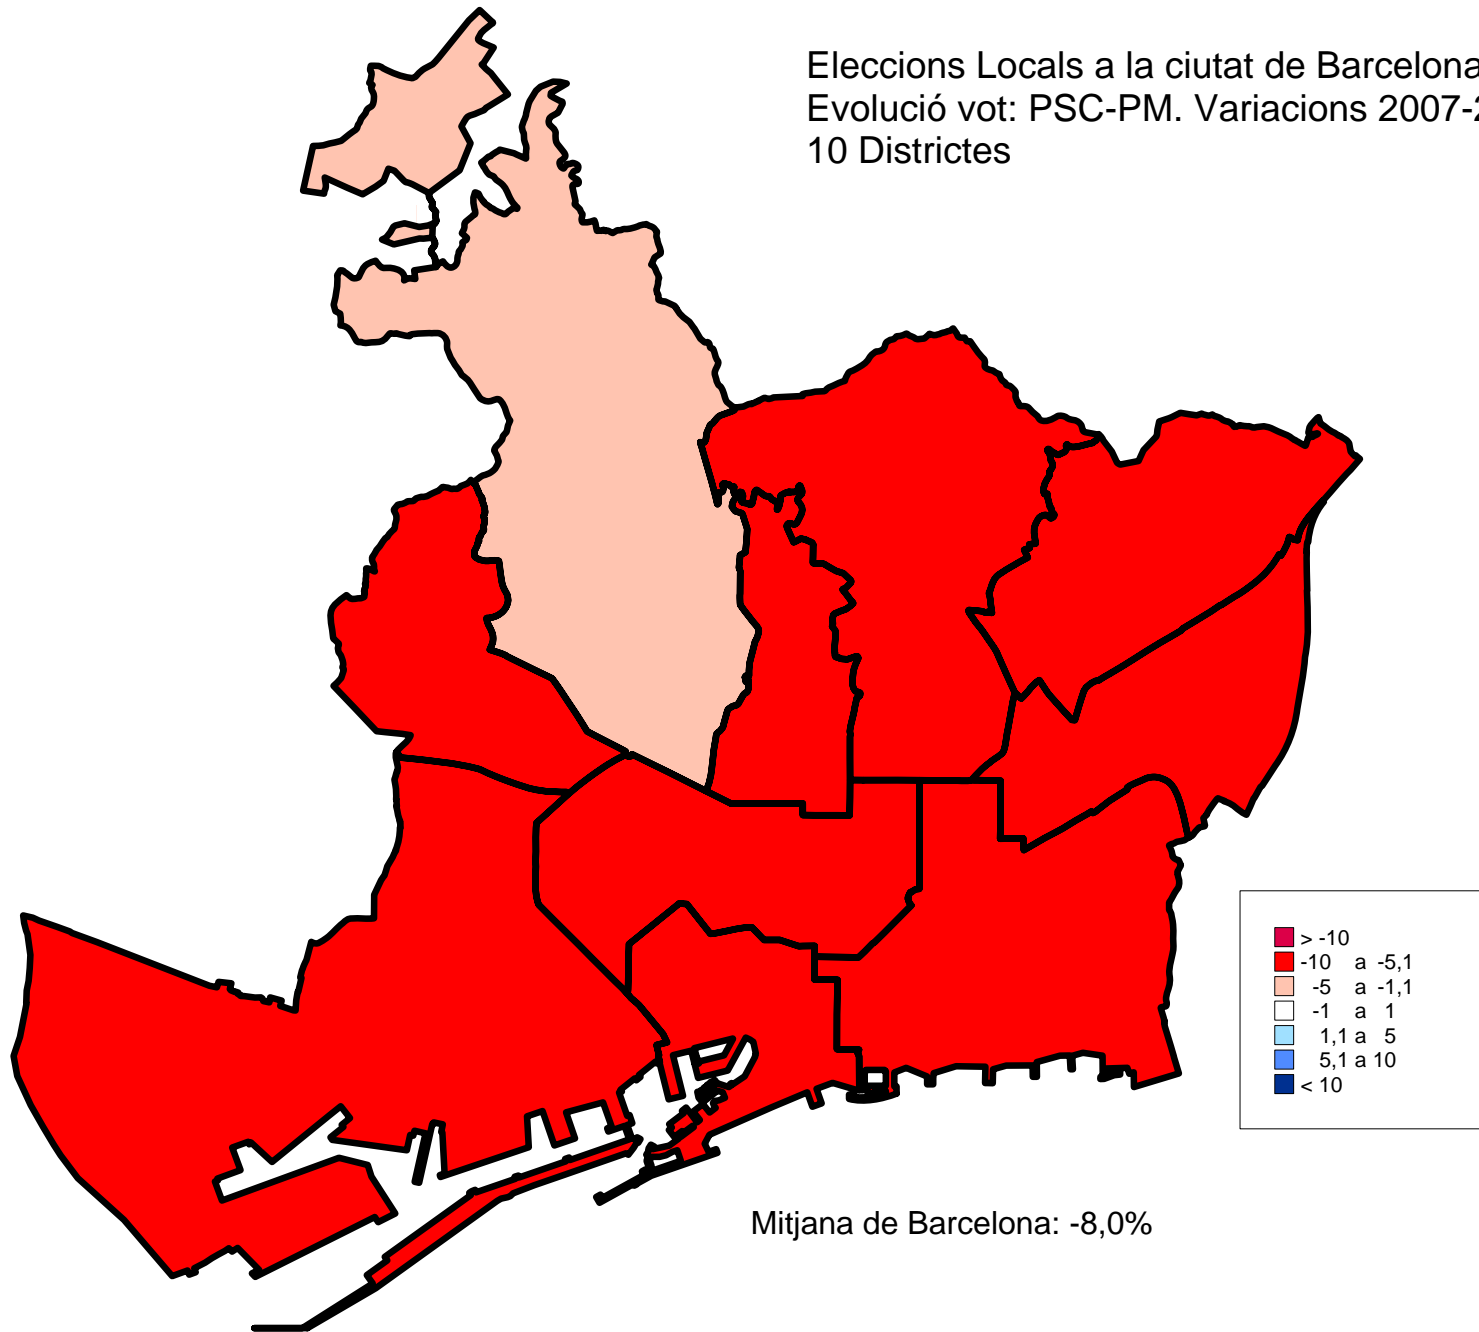 Eleccions Locals a la ciutat de Barcelona
Evolució vot: PSC-PM. Variacions 2007-2
10 Districtes
> -10
-10 a -5,1
-5 a -1,1
-1 a 1
1,1 a 5
5,1 a 10
< 10
Mitjana de Barcelona: -8,0%